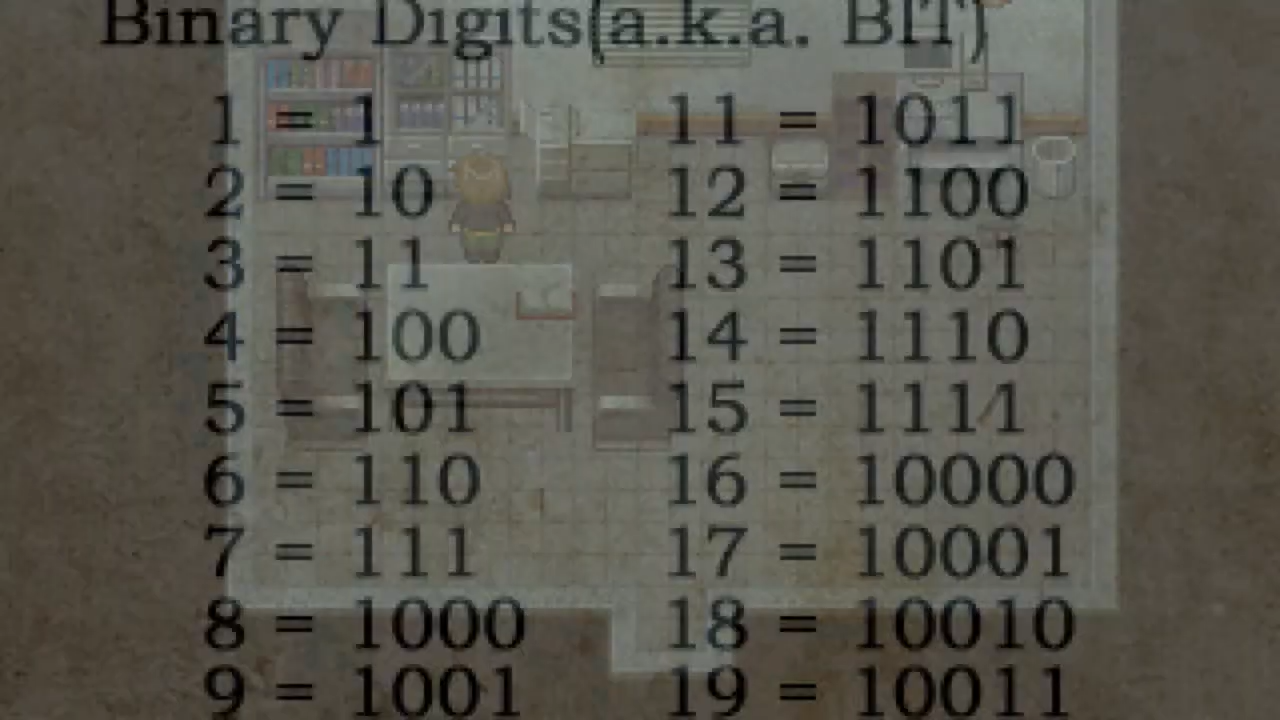 Binary Digits(a.k.a. BIT)
1 = 1 11 = 1011
2 = 10 12 = 1100
3 = 11 13 = 1101
4 = 100 14 = 1110
5 = 101 15 = 1111
6 = 110 16 = 10000
7 = 111 17 = 10001
8 = 1000 18 = 10010
9 = 1001 19 = 10011